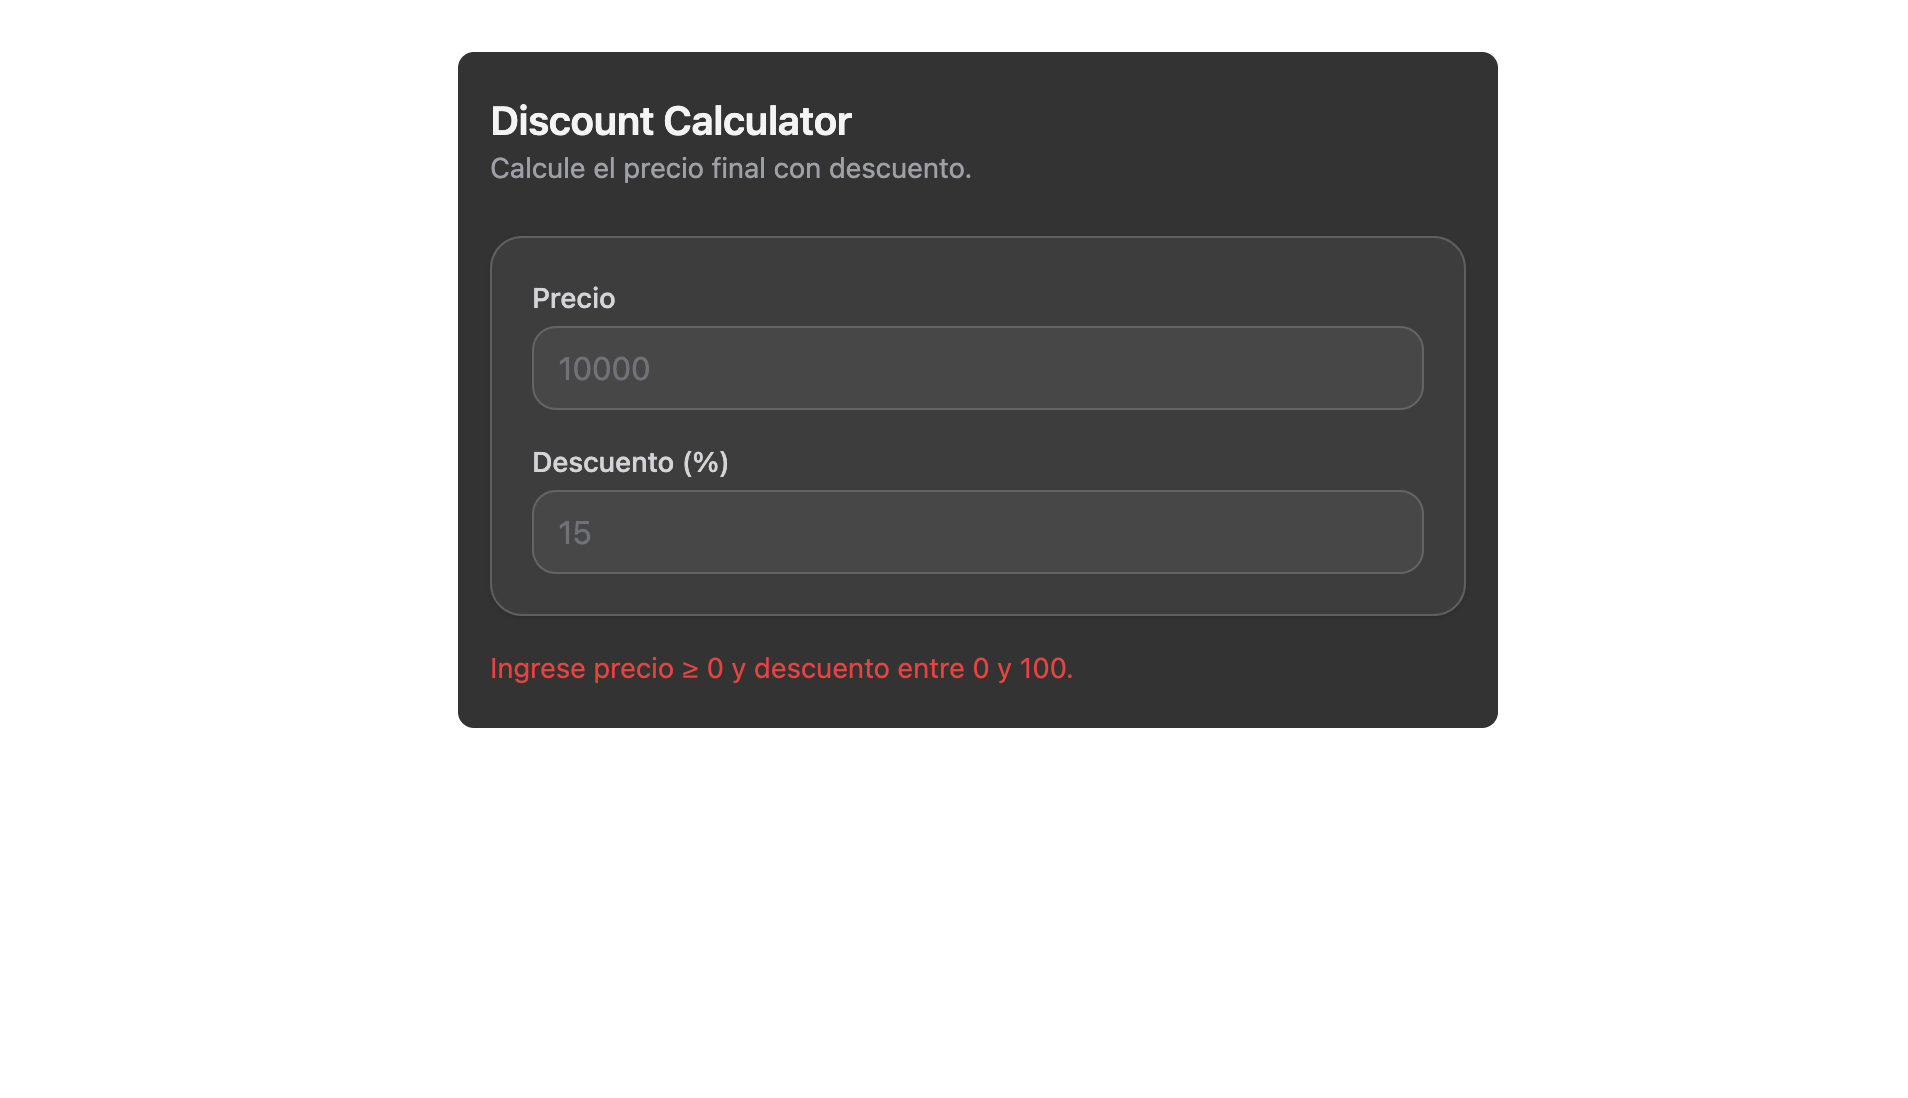 Discount Calculator
Calcule el precio final con descuento.
Precio
10000
Descuento (%)
15
Ingrese precio ≥ 0 y descuento entre 0 y 100.